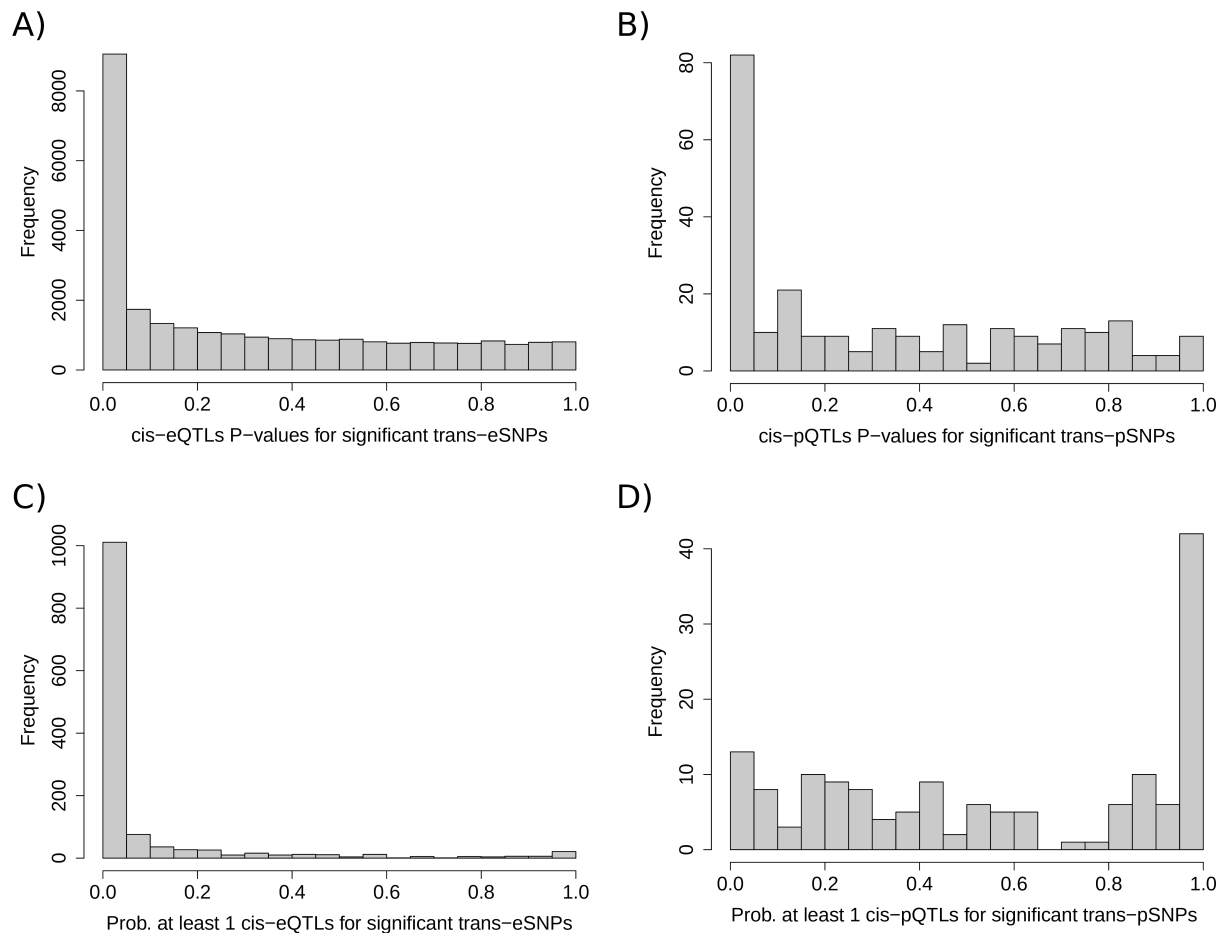 A)
Frequency
0
2000
4000
6000
8000
0.0 0.2 0.4 0.6 0.8 1.0
cis−eQTLs P−values for significant trans−eSNPs
B)
Frequency
0
20
40
60
80
0.0 0.2 0.4 0.6 0.8 1.0
cis−pQTLs P−values for significant trans−pSNPs
C)
Frequency
0
200
400
600
800
1000
0.0 0.2 0.4 0.6 0.8 1.0
Prob. at least 1 cis−eQTLs for significant trans−eSNPs
D)
Frequency
0
10
20
30
40
0.0 0.2 0.4 0.6 0.8 1.0
Prob. at least 1 cis−pQTLs for significant trans−pSNPs